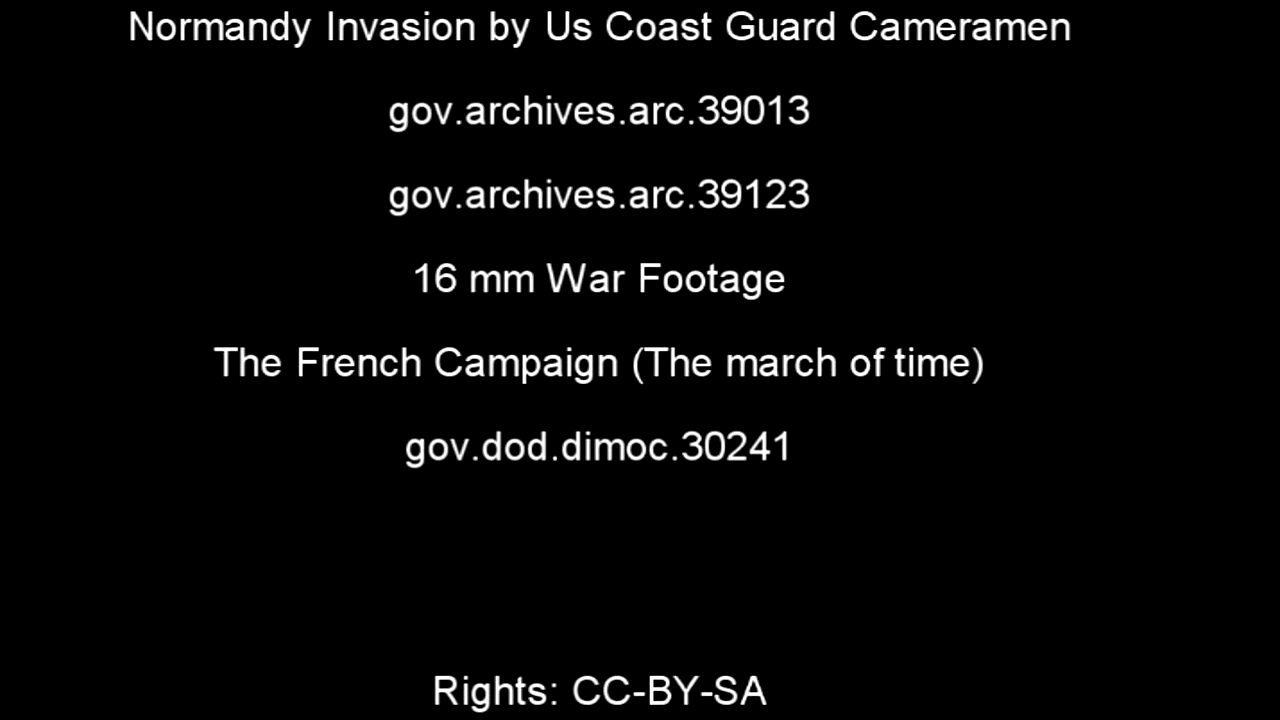 Normandy Invasion by Us Coast Guard Cameramen
gov.archives.arc.39013
gov.archives.arc.39123
16 mm War Footage
The French Campaign (The march of time)
gov.dod.dimoc.30241
Rights: CC-BY-SA